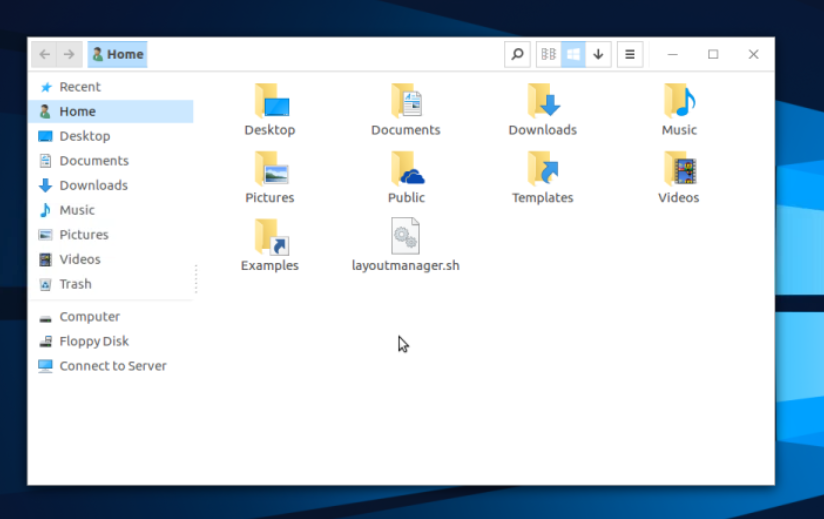 Home
Recent
Home
Desktop
Documents
Downloads
Music
Pictures
Videos
Trash
Computer
Floppy Disk
Connect to Server
Desktop Documents Downloads Music
Pictures Public Templates Videos
Examples layoutmanager.sh